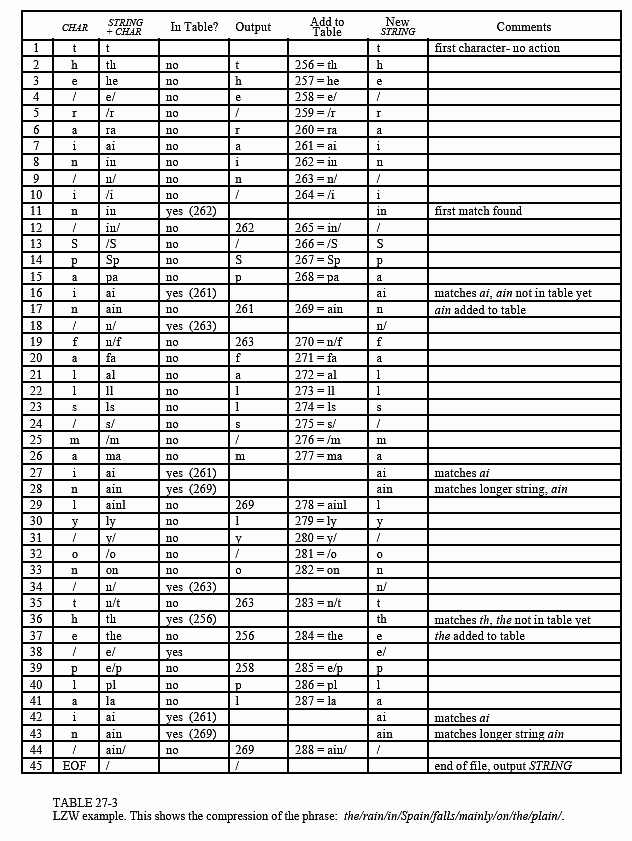 CHAR STRING + CHAR In Table? Output Add to Table New STRING Comments
1 t t t first character- no action
2 h th no t 256 = th h
3 e he no h 257 = he e
4 / e/ no e 258 = e/ /
5 r /r no / 259 = /r r
6 a ra no r 260 = ra a
7 i ai no a 261 = ai i
8 n in no i 262 = in n
9 / n/ no n 263 = n/ /
10 i /i no / 264 = /i i
11 n in yes (262) in first match found
12 / in/ no 262 265 = in/ /
13 S /S no / 266 = /S S
14 p Sp no S 267 = Sp p
15 a pa no p 268 = pa a
16 i ai yes (261) ai matches ai, ain not in table yet
17 n ain no 261 269 = ain n ain added to table
18 / n/ yes (263) n/
19 f n/f no 263 270 = n/f f
20 a fa no f 271 = fa a
21 l al no a 272 = al l
22 l ll no l 273 = ll l
23 s ls no l 274 = ls s
24 / s/ no s 275 = s/ /
25 m /m no / 276 = /m m
26 a ma no m 277 = ma a
27 i ai yes (261) ai matches ai
28 n ain yes (269) ain matches longer string, ain
29 l ainl no 269 278 = ainl l
30 y ly no l 279 = ly y
31 / y/ no y 280 = y/ /
32 o /o no / 281 = /o o
33 n on no o 282 = on n
34 / n/ yes (263) n/
35 t n/t no 263 283 = n/t t
36 h th yes (256) th matches th, the not in table yet
37 e the no 256 284 = the e the added to table
38 / e/ yes e/
39 p e/p no 258 285 = e/p p
40 l pl no p 286 = pl l
41 a la no l 287 = la a
42 i ai yes (261) ai matches ai
43 n ain yes (269) ain matches longer string ain
44 / ain/ no 269 288 = ain/ /
45 EOF / / end of file, output STRING
TABLE 27-3
LZW example. This shows the compression of the phrase: the/rain/in/Spain/falls/mainly/on/the/plain/.